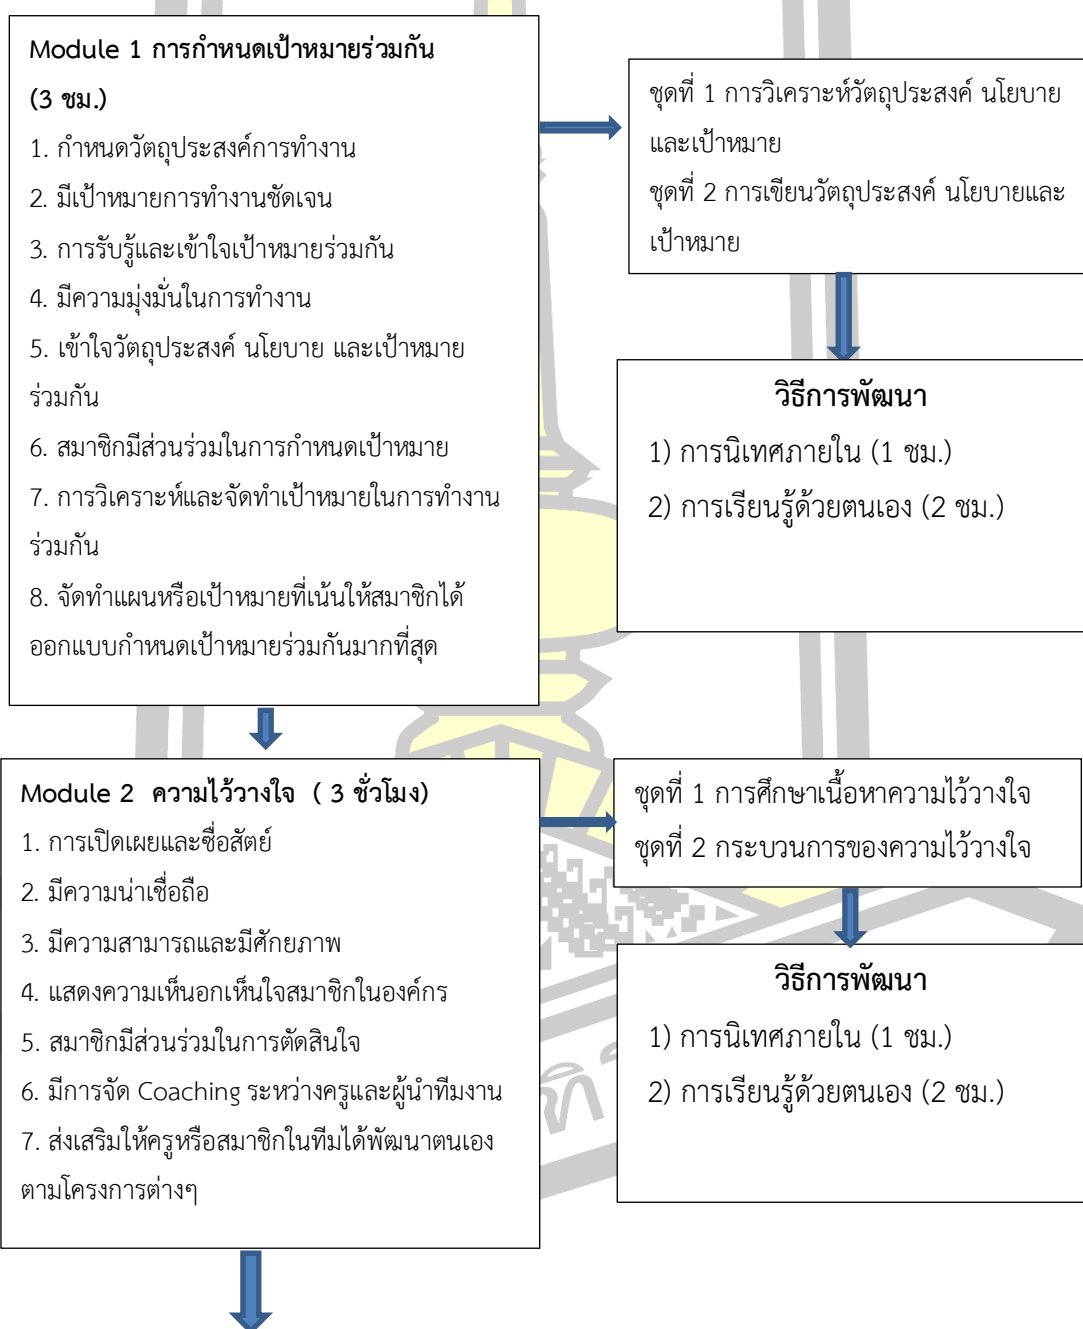 Module 1 การกำหนดเป้าหมายร่วมกัน
(3 ชม.)
1. กำหนดวัตถุประสงค์การทำงาน
2. มีเป้าหมายการทำงานชัดเจน
3. การรับรู้และเข้าใจเป้าหมายร่วมกัน
4. มีความมุ่งมั่นในการทำงาน
5. เข้าใจวัตถุประสงค์ นโยบาย และเป้าหมาย
ร่วมกัน
6. สมาชิกมีส่วนร่วมในการกำหนดเป้าหมาย
7. การวิเคราะห์และจัดทำเป้าหมายในการทำงาน
ร่วมกัน
8. จัดทำแผนหรือเป้าหมายที่เน้นให้สมาชิกได้
ออกแบบกำหนดเป้าหมายร่วมกันมากที่สุด
ชุดที่ 1 การวิเคราะห์วัตถุประสงค์ นโยบาย
และเป้าหมาย
ชุดที่ 2 การเขียนวัตถุประสงค์ นโยบายและ
เป้าหมาย
วิธีการพัฒนา
1) การนิเทศภายใน (1 ชม.)
2) การเรียนรู้ด้วยตนเอง (2 ชม.)
Module 2 ความไว้วางใจ ( 3 ชั่วโมง)
1. การเปิดเผยและซื่อสัตย์
2. มีความน่าเชื่อถือ
3. มีความสามารถและมีศักยภาพ
4. แสดงความเห็นอกเห็นใจสมาชิกในองค์กร
5. สมาชิกมีส่วนร่วมในการตัดสินใจ
6. มีการจัด Coaching ระหว่างครูและผู้นำทีมงาน
7. ส่งเสริมให้ครูหรือสมาชิกในทีมได้พัฒนาตนเอง
ตามโครงการต่างๆ
ชุดที่ 1 การศึกษาเนื้อหาความไว้วางใจ
ชุดที่ 2 กระบวนการของความไว้วางใจ
วิธีการพัฒนา
1) การนิเทศภายใน (1 ชม.)
2) การเรียนรู้ด้วยตนเอง (2 ชม.)